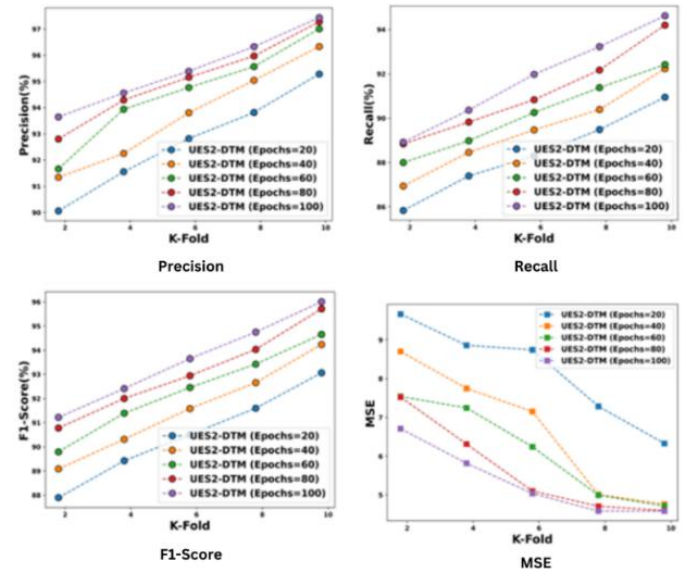 97
96
95
94
93
92
91
90
Precision(%)
UES2-DTM (Epochs=20)
UES2-DTM (Epochs=40)
UES2-DTM (Epochs=60)
UES2-DTM (Epochs=80)
UES2-DTM (Epochs=100)
2 4 6 8 10
K-Fold
Precision
94
92
90
88
86
Recall(%)
UES2-DTM (Epochs=20)
UES2-DTM (Epochs=40)
UES2-DTM (Epochs=60)
UES2-DTM (Epochs=80)
UES2-DTM (Epochs=100)
2 4 6 8 10
K-Fold
Recall
96
95
94
93
92
91
90
89
88
F1-Score(%)
UES2-DTM (Epochs=20)
UES2-DTM (Epochs=40)
UES2-DTM (Epochs=60)
UES2-DTM (Epochs=80)
UES2-DTM (Epochs=100)
2 4 6 8 10
K-Fold
F1-Score
9
8
7
6
5
MSE
UES2-DTM (Epochs=20)
UES2-DTM (Epochs=40)
UES2-DTM (Epochs=60)
UES2-DTM (Epochs=80)
UES2-DTM (Epochs=100)
2 4 6 8 10
K-Fold
MSE